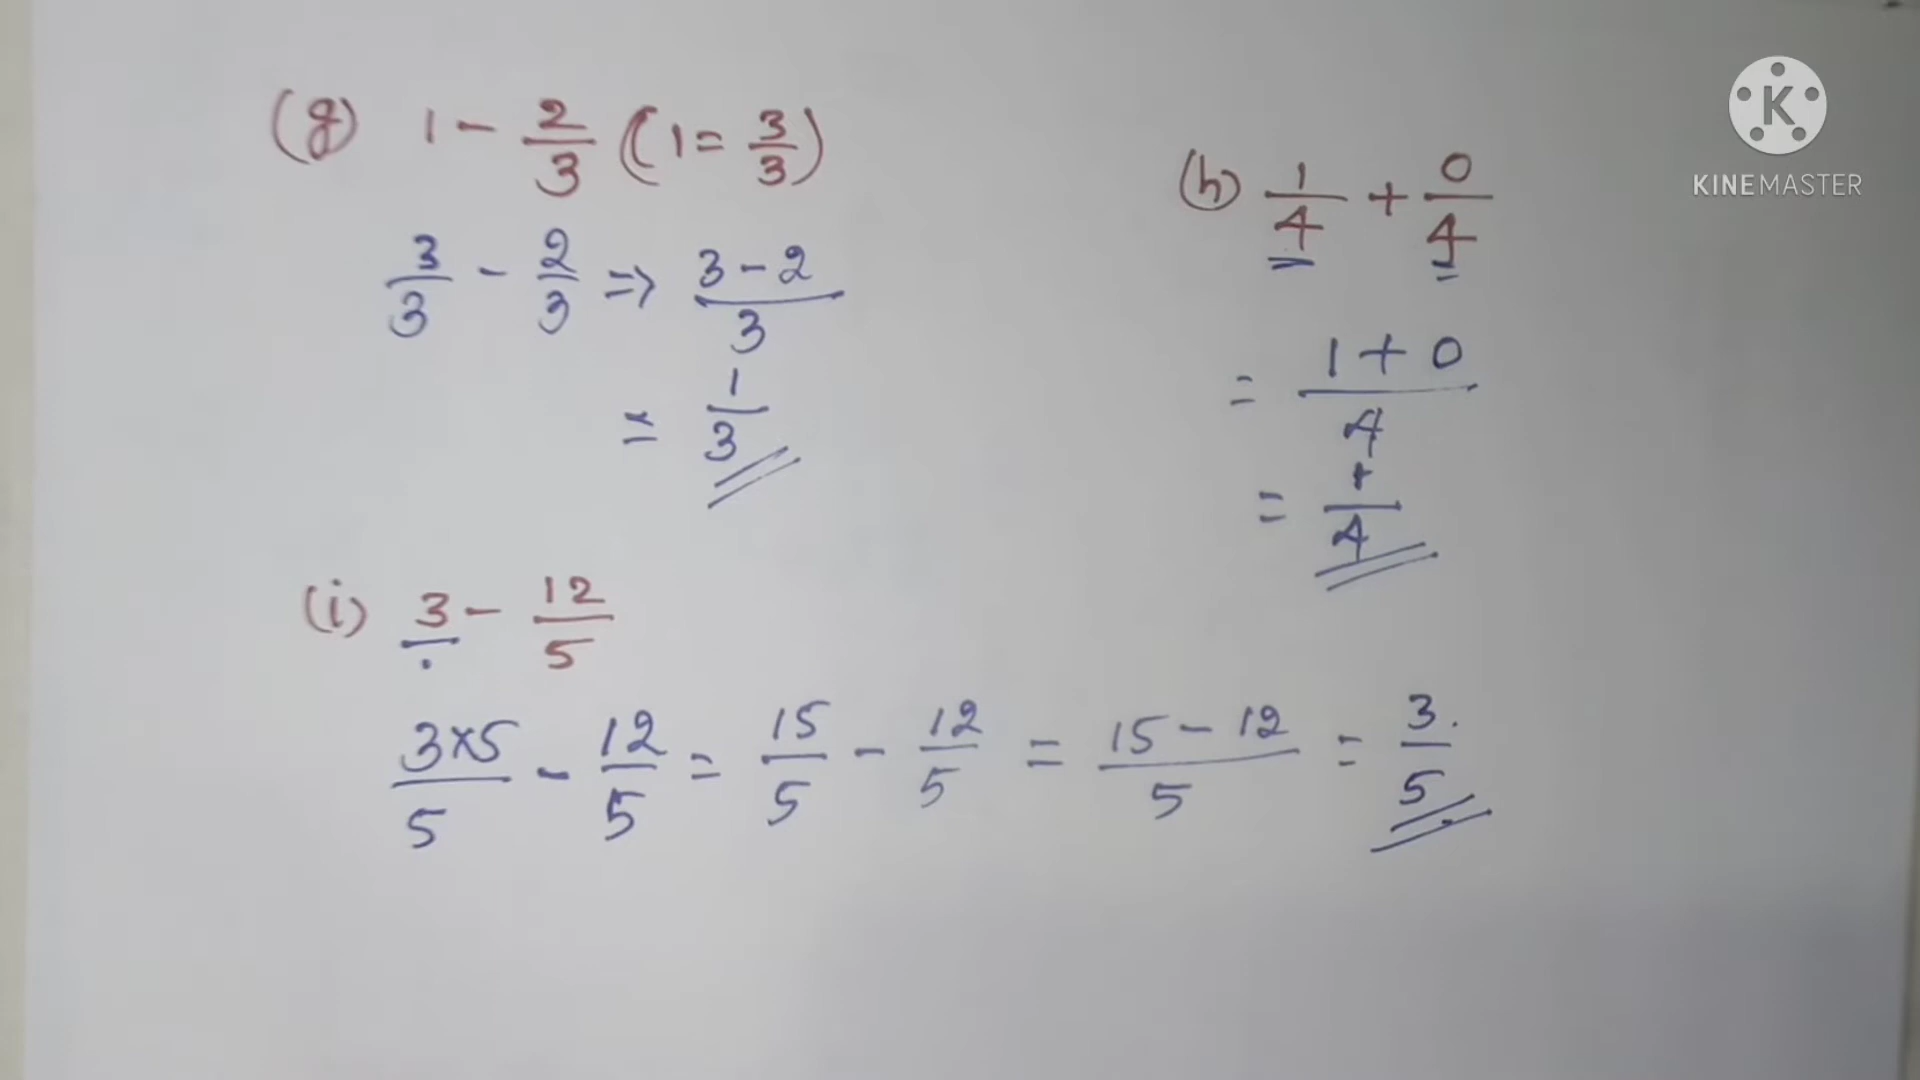 (g) 1 - 2/3 (1 = 3/3)
3/3 - 2/3 => (3 - 2)/3
= 1/3
(h) 1/4 + 0/4
= (1 + 0)/4
= 1/4
(i) 3 - 12/5
(3×5)/5 - 12/5 = 15/5 - 12/5 = (15 - 12)/5 = 3/5
K
KINEMASTER